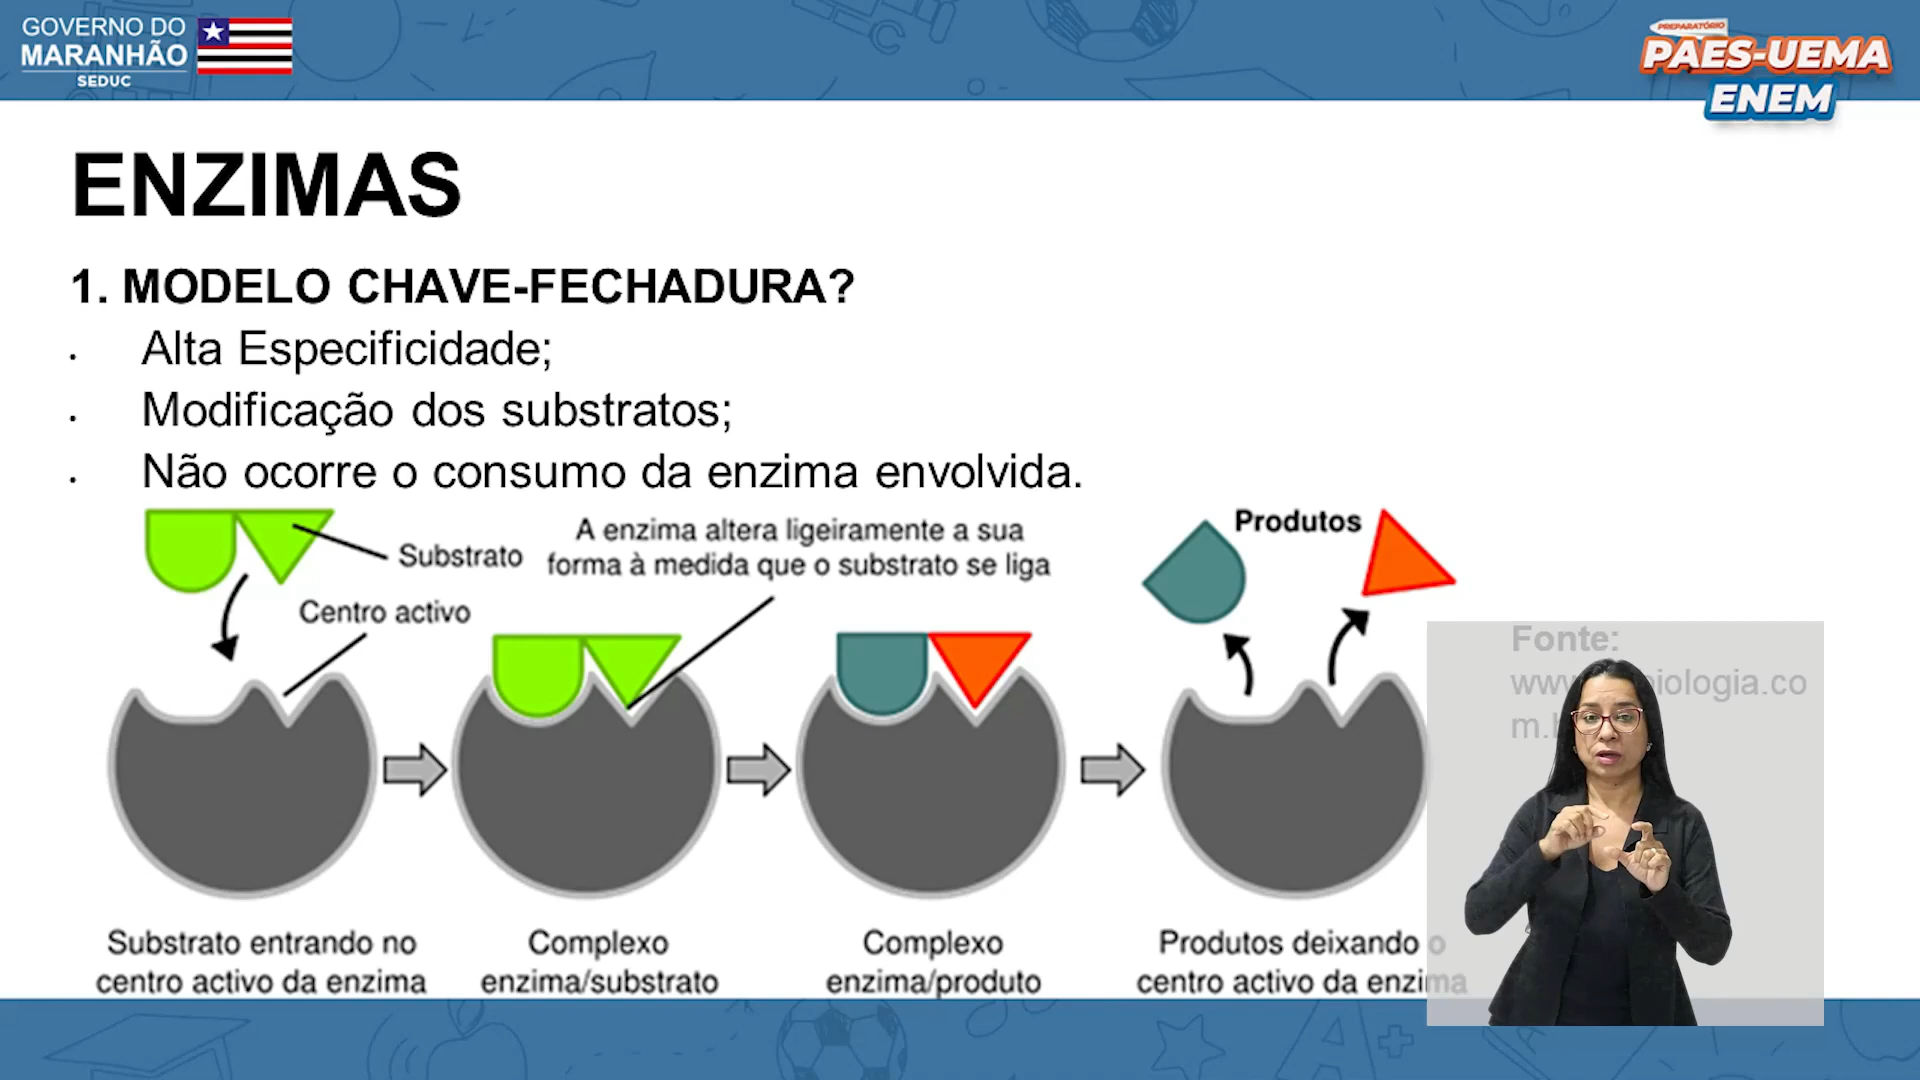 GOVERNO DO
MARANHÃO
SEDUC
PREPARATÓRIO
PAES-UEMA
ENEM
ENZIMAS
1. MODELO CHAVE-FECHADURA?
• Alta Especificidade;
• Modificação dos substratos;
• Não ocorre o consumo da enzima envolvida.
Substrato
A enzima altera ligeiramente a sua
forma à medida que o substrato se liga
Centro activo
Produtos
Fonte:
Substrato entrando no
centro activo da enzima
Complexo
enzima/substrato
Complexo
enzima/produto
Produtos deixando o
centro activo da enzima